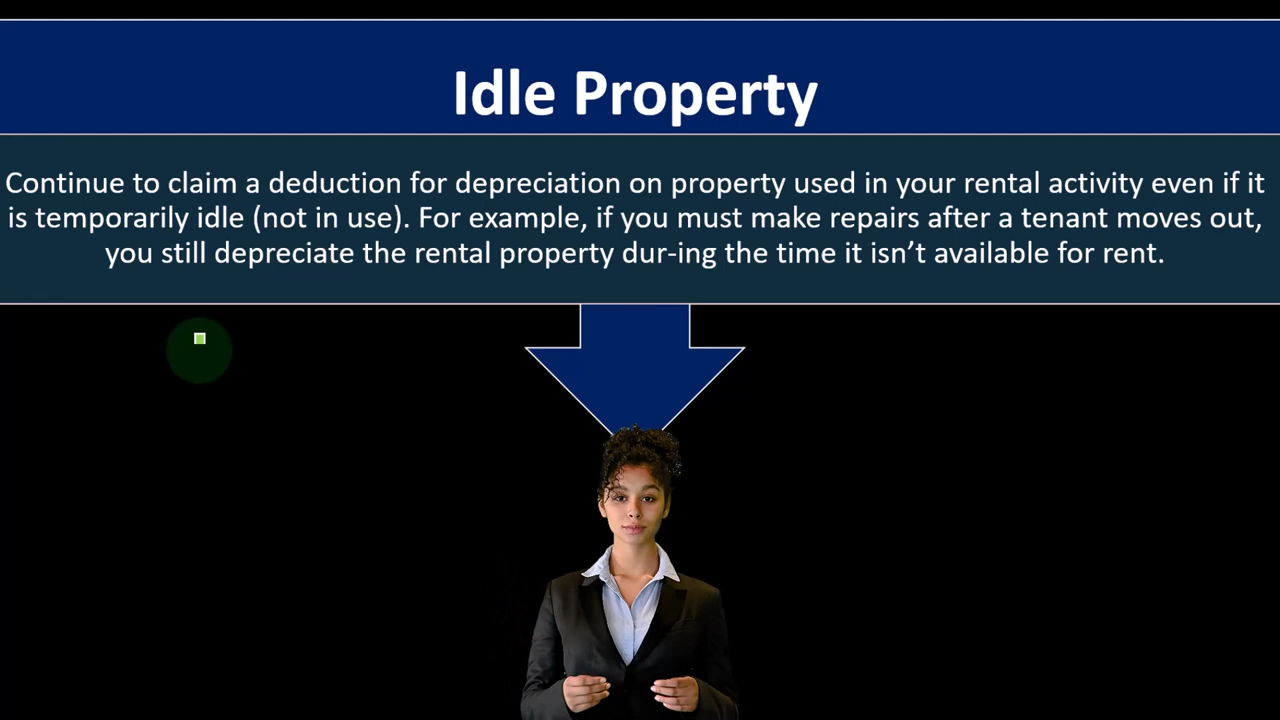 Idle Property
Continue to claim a deduction for depreciation on property used in your rental activity even if it
is temporarily idle (not in use). For example, if you must make repairs after a tenant moves out,
you still depreciate the rental property dur-ing the time it isn’t available for rent.